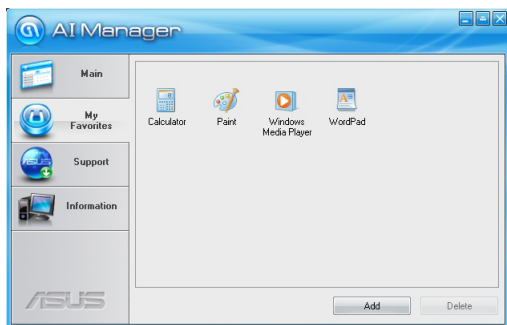 AI Manager
Main
My
Favorites
Support
Information
Calculator
Paint
Windows
Media Player
WordPad
ASUS
Add
Delete